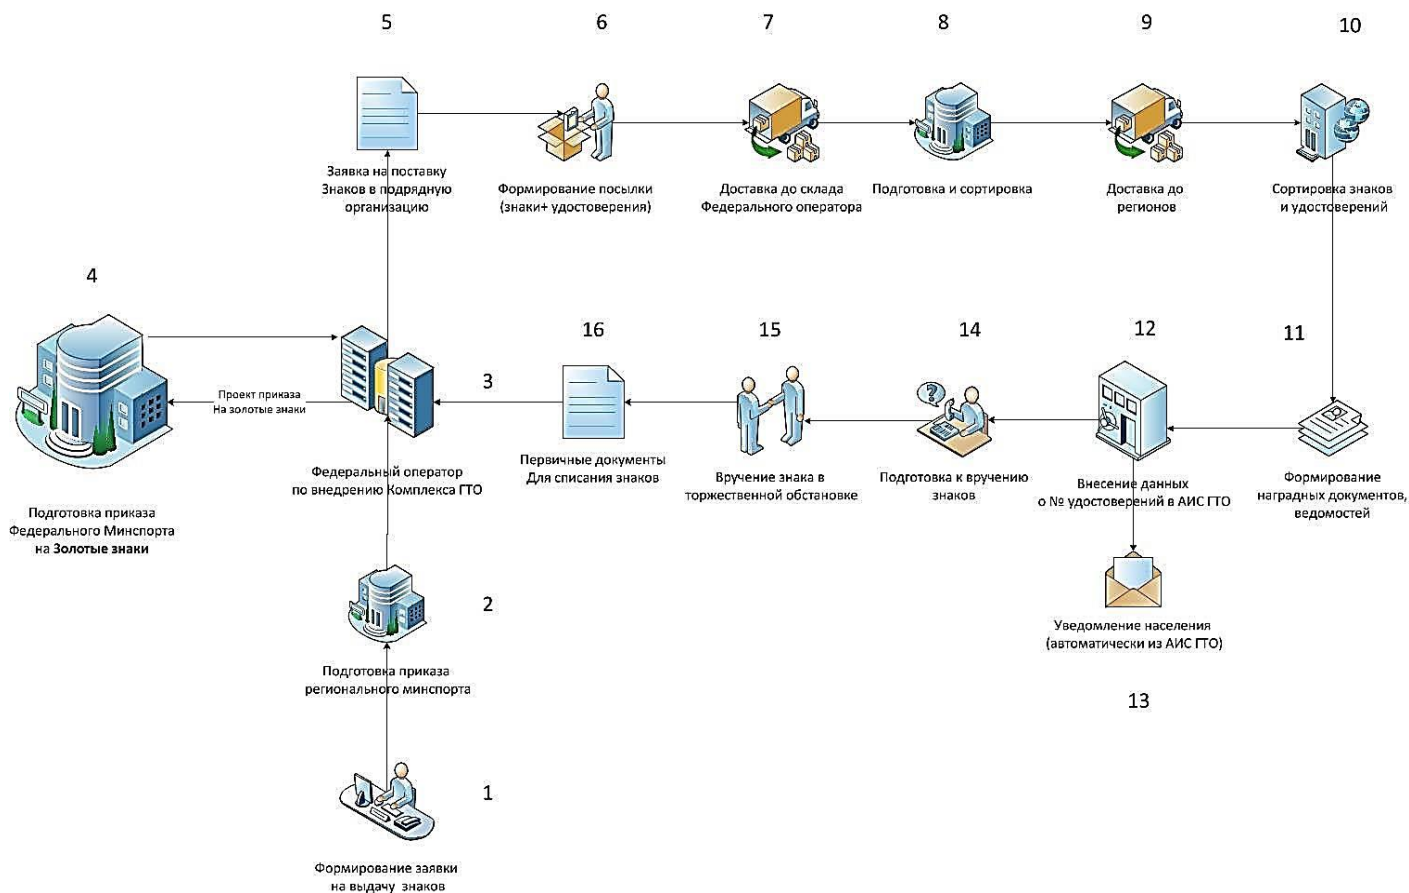 5
6
7
8
9
10
Заявка на поставку
Знаков в подрядную
организацию
Формирование посылки
(знаки+ удостоверения)
Доставка до склада
Федерального оператора
Подготовка и сортировка
Доставка до
регионов
Сортировка знаков
и удостоверений
4
16
15
14
12
11
3
Проект приказа
На золотые знаки
Федеральный оператор
по внедрению Комплекса ГТО
Первичные документы
Для списания знаков
Вручение знака в
торжественной обстановке
Подготовка к вручению
знаков
Внесение данных
о № удостоверений в АИС ГТО
Формирование
наградных документов,
ведомостей
Подготовка приказа
Федерального Минспорта
на Золотые знаки
2
Уведомление населения
(автоматически из АИС ГТО)
Подготовка приказа
регионального минспорта
13
1
Формирование заявки
на выдачу знаков